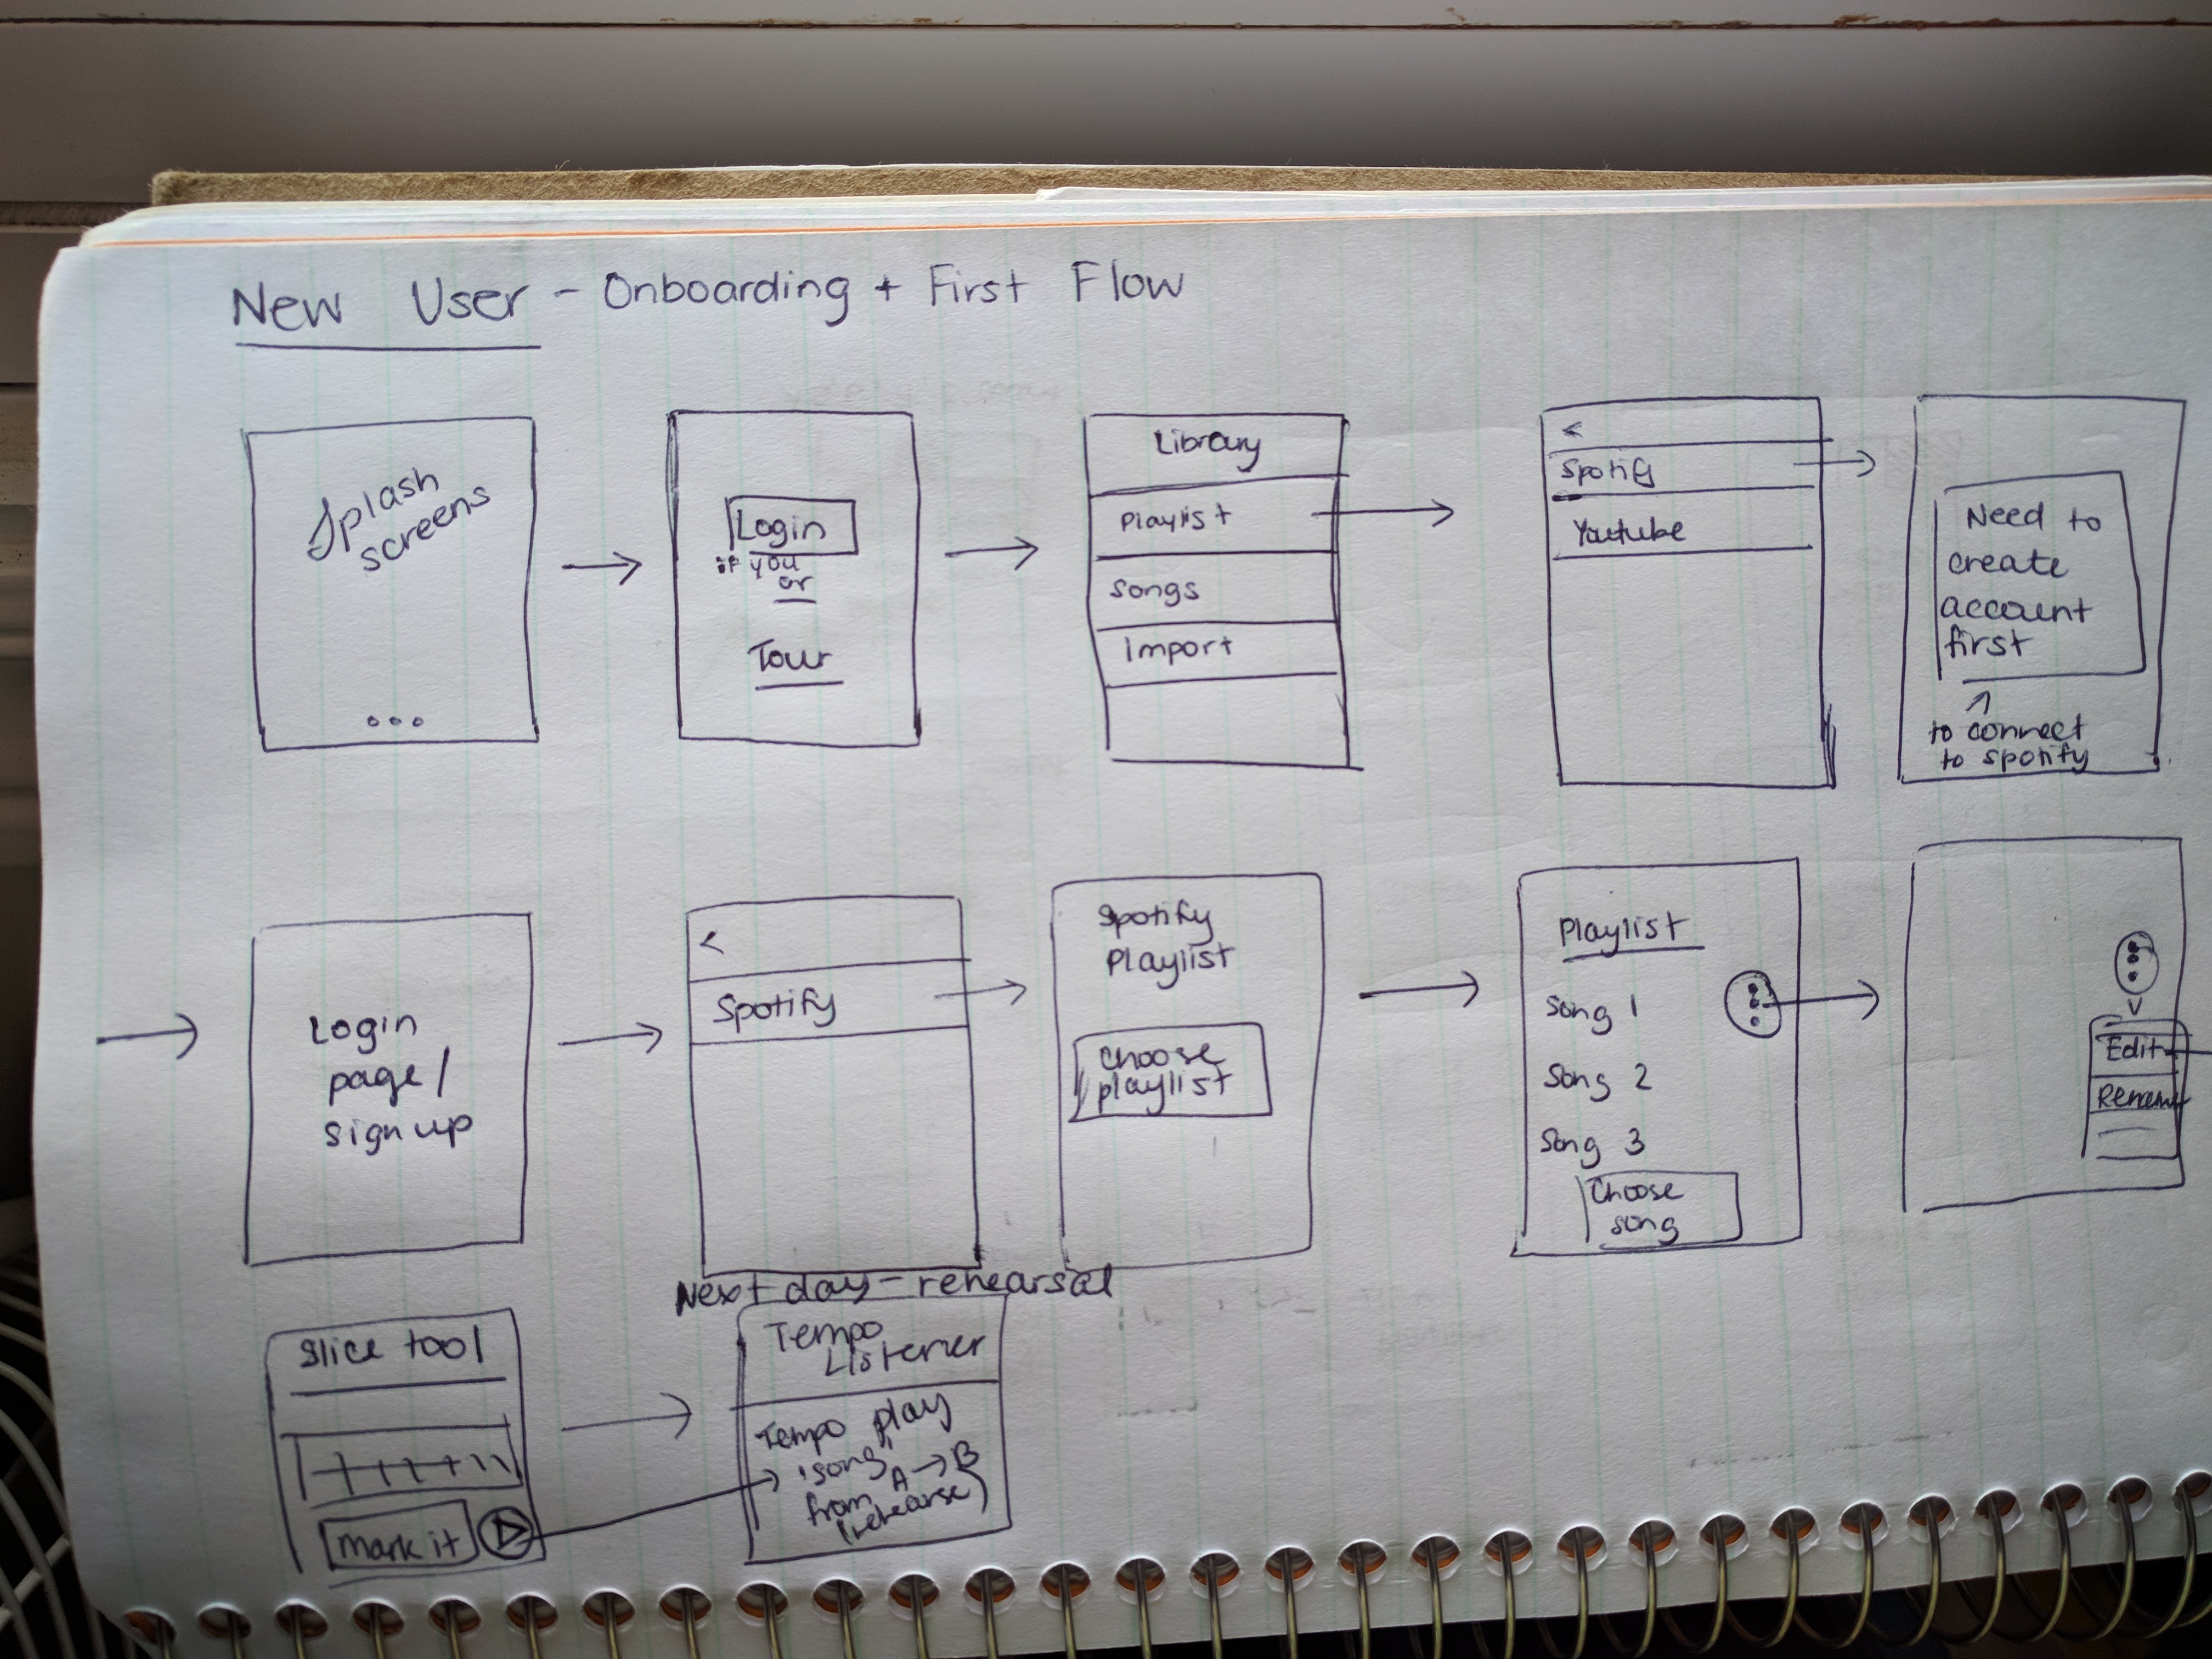 New User - Onboarding + First Flow
Splash
screens
Login
if you
or
Tour
Library
Playlist
Songs
Import
<
Spotify
Youtube
Need to
create
account
first
to connect
to spotify
Login
page/
sign up
<
Spotify
Spotify
Playlist
Choose
playlist
Playlist
Song 1
Song 2
Song 3
Choose
song
Edit
Rename
Slice tool
Mark it
Next day - rehearsal
Tempo
Listener
Tempo play
song
from A → B
(rehearse)